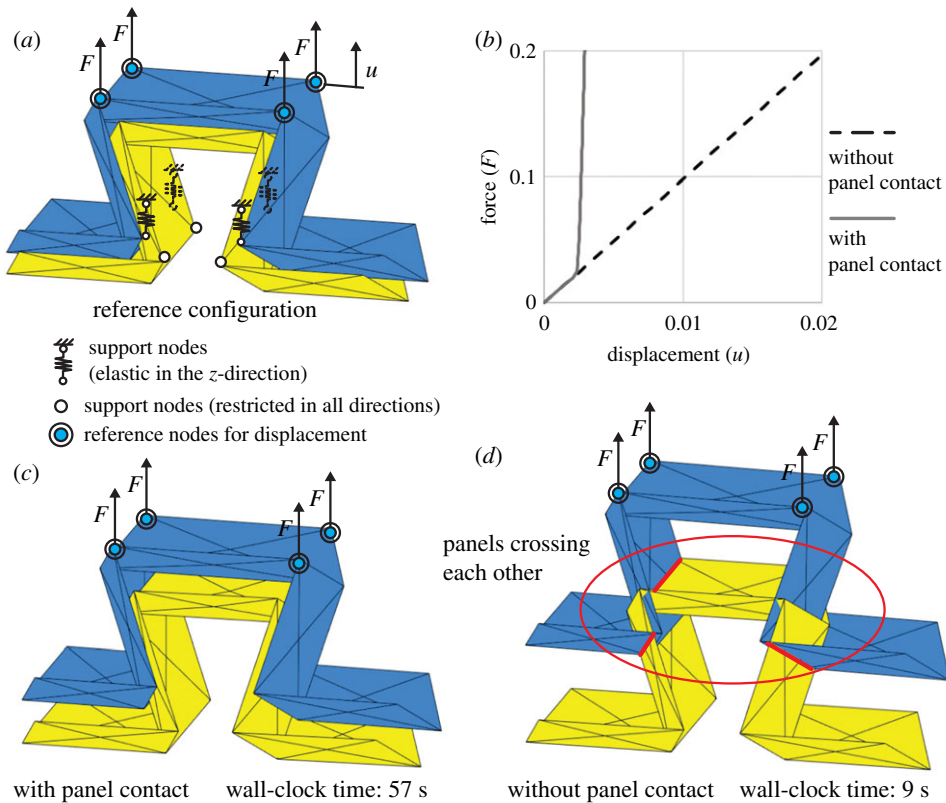 (a)
F
F
F
F
u
reference configuration
support nodes
(elastic in the z-direction)
support nodes (restricted in all directions)
reference nodes for displacement
(b)
0.2
0.1
0
force (F)
0
0.01
0.02
displacement (u)
without
panel contact
with
panel contact
(c)
F
F
F
F
with panel contact
wall-clock time: 57 s
(d)
F
F
F
F
panels crossing
each other
without panel contact
wall-clock time: 9 s